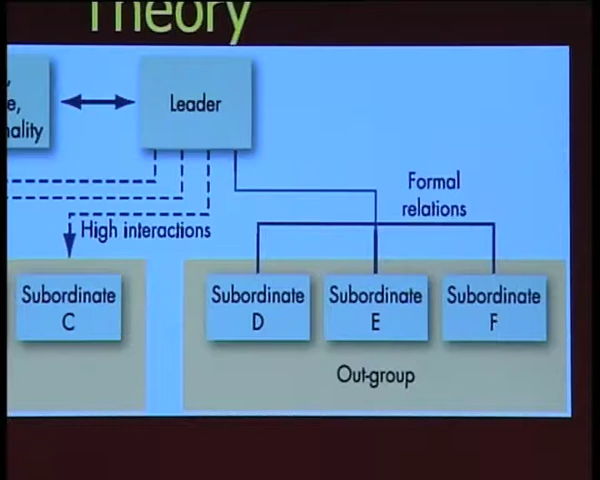 Theory
Leader
Formal
relations
High interactions
Subordinate
C
Subordinate
D
Subordinate
E
Subordinate
F
Out-group